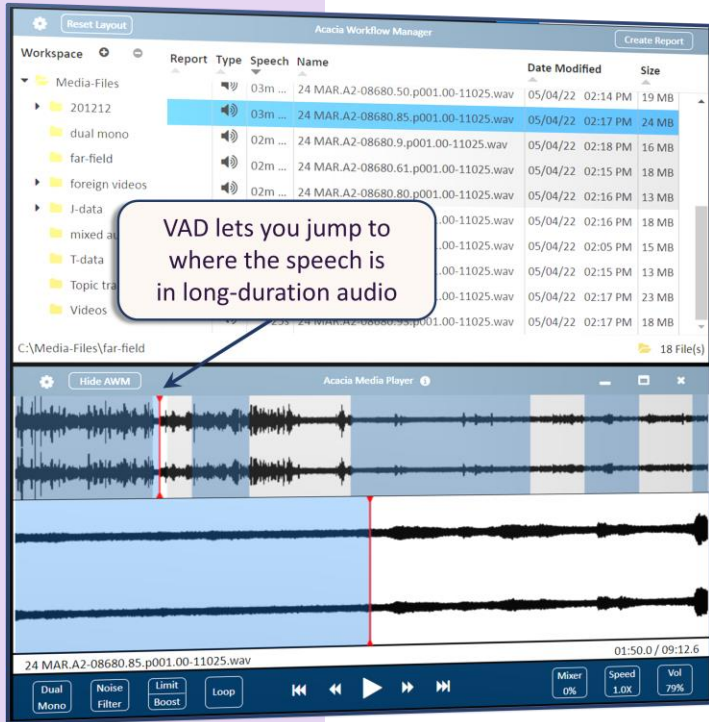 Reset Layout
Acacia Workflow Manager
Create Report
Workspace
Report Type Speech Name Date Modified Size
Media-Files
03m ... 24 MAR.A2-08680.50.p001.00-11025.wav 05/04/22 02:14 PM 19 MB
201212
03m ... 24 MAR.A2-08680.85.p001.00-11025.wav 05/04/22 02:17 PM 24 MB
dual mono
02m ... 24 MAR.A2-08680.9.p001.00-11025.wav 05/04/22 02:18 PM 16 MB
far-field
02m ... 24 MAR.A2-08680.61.p001.00-11025.wav 05/04/22 02:15 PM 18 MB
foreign videos
02m ... 24 MAR.A2-08680.80.p001.00-11025.wav 05/04/22 02:16 PM 13 MB
J-data
.00-11025.wav 05/04/22 02:16 PM 18 MB
mixed
.00-11025.wav 05/04/22 02:05 PM 15 MB
T-data
.00-11025.wav 05/04/22 02:15 PM 13 MB
Topic
.00-11025.wav 05/04/22 02:17 PM 23 MB
Videos
24 MAR.A2-08680.93.p001.00-11025.wav 05/04/22 02:17 PM 18 MB
VAD lets you jump to
where the speech is
in long-duration audio
C:\Media-Files\far-field
18 File(s)
Hide AWM
Acacia Media Player
24 MAR.A2-08680.85.p001.00-11025.wav
01:50.0 / 09:12.6
Dual
Mono
Noise
Filter
Limit
Boost
Loop
Mixer
0%
Speed
1.0X
Vol
79%